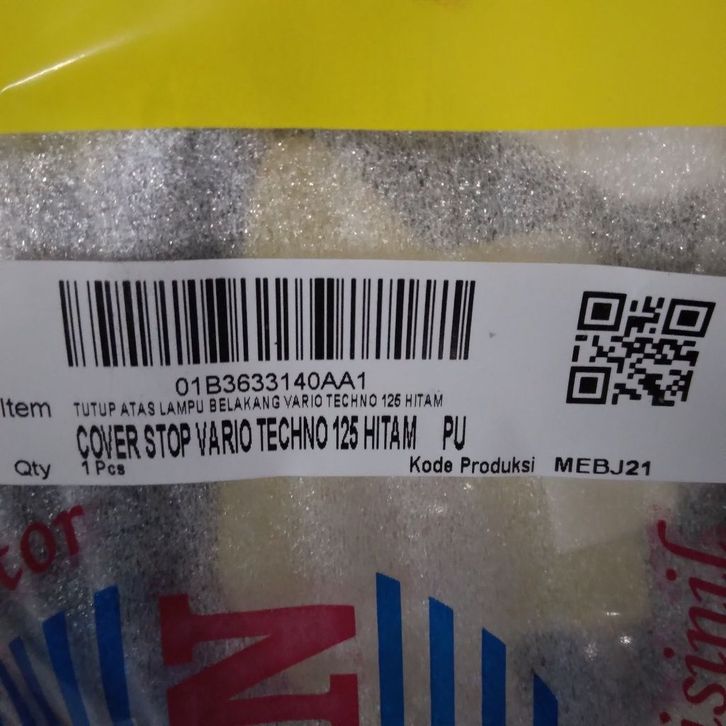 01B3633140AA1
Item TUTUP ATAS LAMPU BELAKANG VARIO TECHNO 125 HITAM
COVER STOP VARIO TECHNO 125 HITAM PU
Qty 1 Pcs Kode Produksi MEBJ21
tor
N